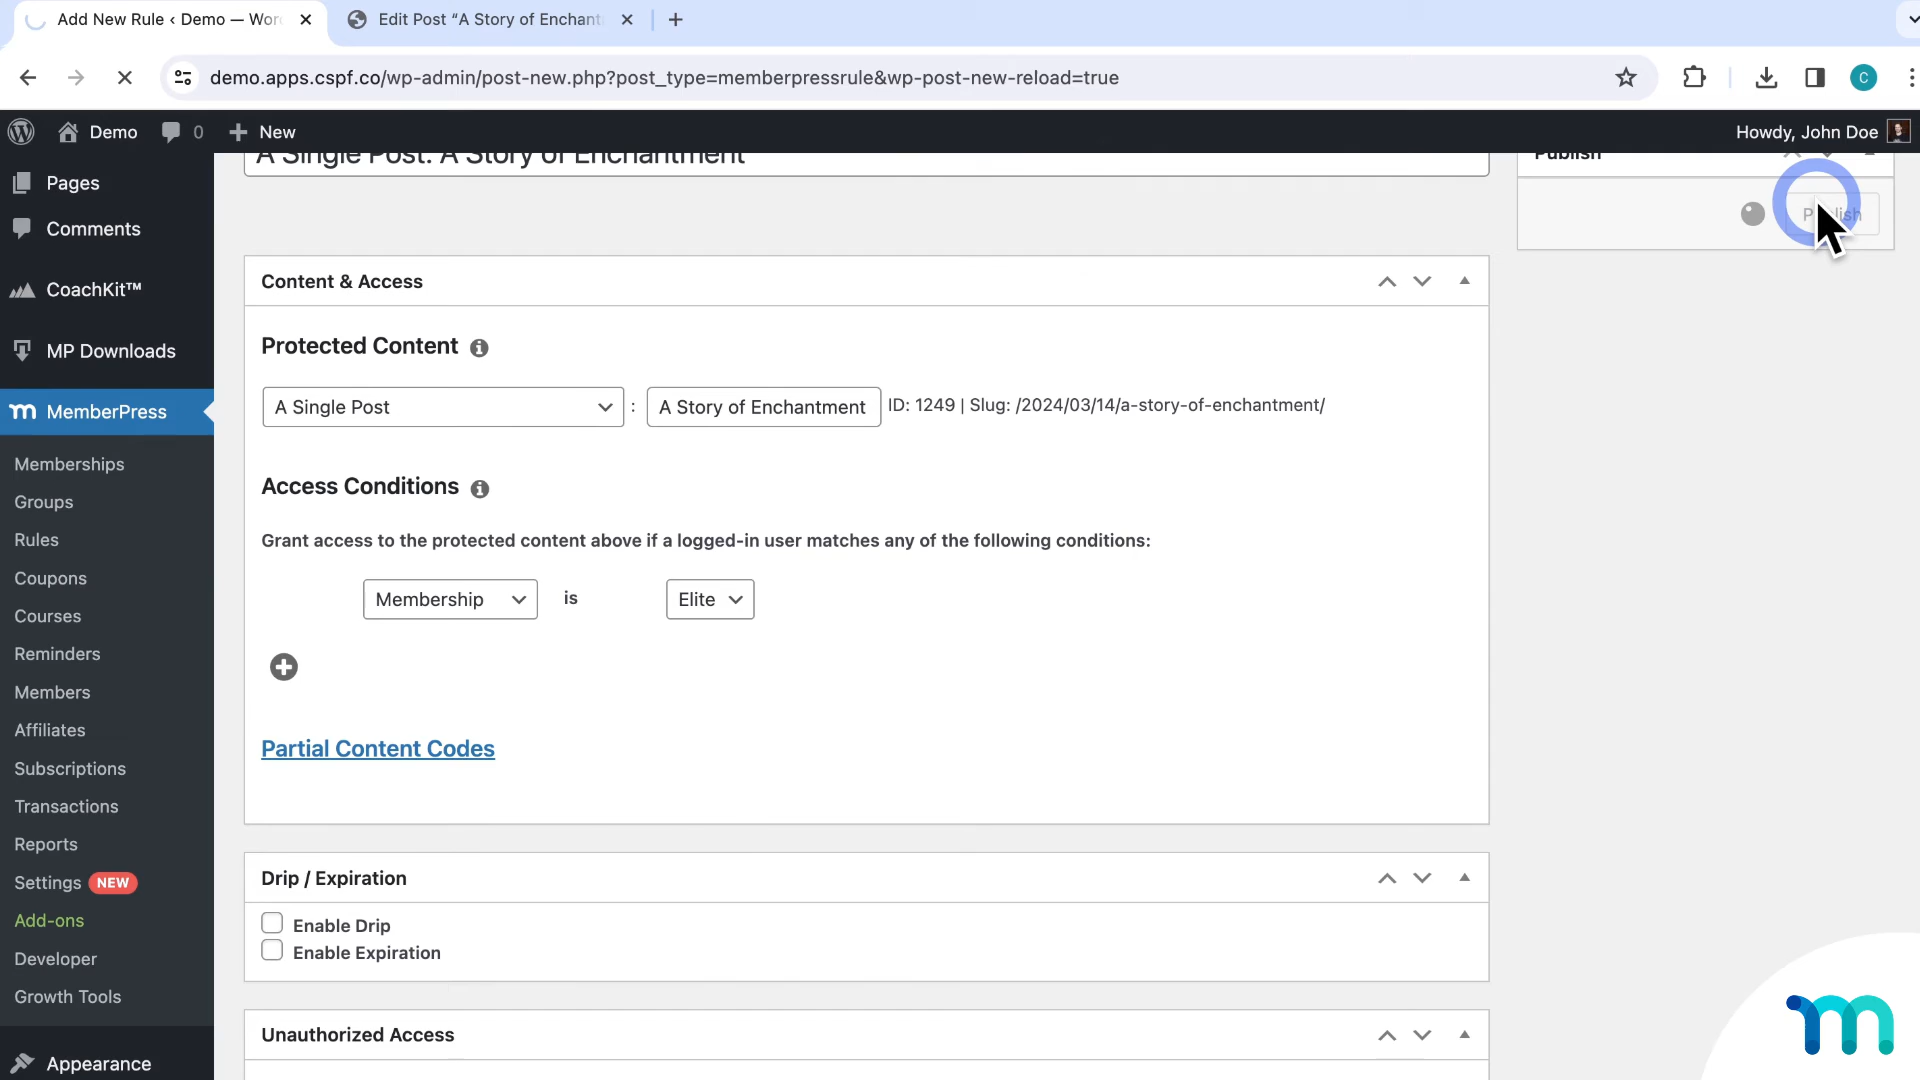 Add New Rule ‹ Demo — Wor
Edit Post “A Story of Enchant
demo.apps.cspf.co/wp-admin/post-new.php?post_type=memberpressrule&wp-post-new-reload=true
C
Demo
0
New
Howdy, John Doe
Pages
Comments
CoachKit™
MP Downloads
MemberPress
Memberships
Groups
Rules
Coupons
Courses
Reminders
Members
Affiliates
Subscriptions
Transactions
Reports
Settings NEW
Add-ons
Developer
Growth Tools
Appearance
A Single Post: A Story of Enchantment
Publish
Publish
Content & Access
Protected Content
A Single Post : A Story of Enchantment ID: 1249 | Slug: /2024/03/14/a-story-of-enchantment/
Access Conditions
Grant access to the protected content above if a logged-in user matches any of the following conditions:
Membership is Elite
Partial Content Codes
Drip / Expiration
Enable Drip
Enable Expiration
Unauthorized Access